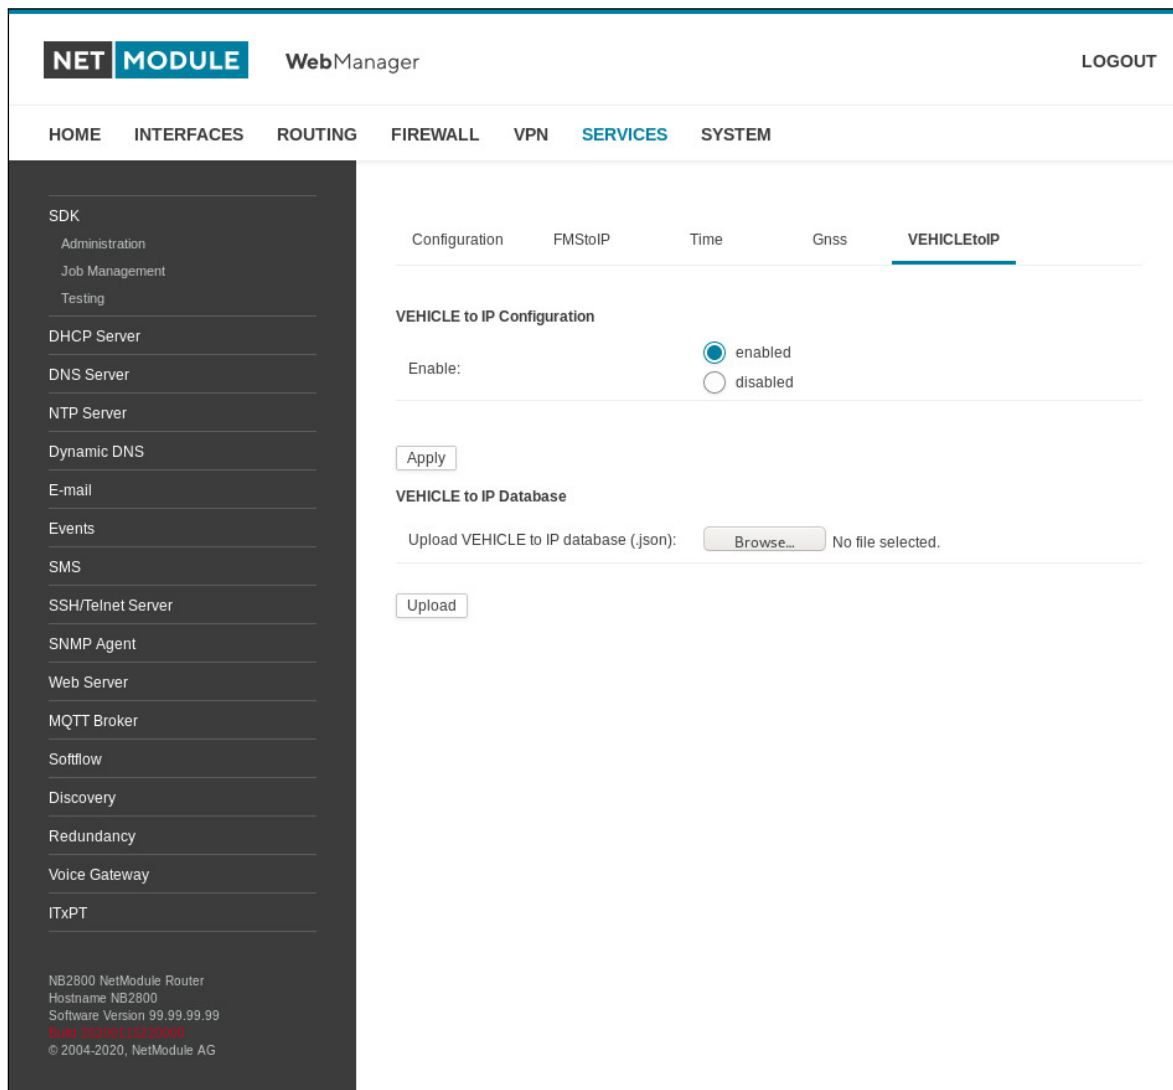 NET MODULE WebManager LOGOUT
HOME INTERFACES ROUTING FIREWALL VPN SERVICES SYSTEM
SDK
Administration
Job Management
Testing
DHCP Server
DNS Server
NTP Server
Dynamic DNS
E-mail
Events
SMS
SSH/Telnet Server
SNMP Agent
Web Server
MQTT Broker
Softflow
Discovery
Redundancy
Voice Gateway
ITxPT
NB2800 NetModule Router
Hostname NB2800
Software Version 99.99.99.99
Build
© 2004-2020, NetModule AG
Configuration FMStoIP Time Gnss VEHICLEtoIP
VEHICLE to IP Configuration
Enable:
enabled
disabled
Apply
VEHICLE to IP Database
Upload VEHICLE to IP database (.json): Browse... No file selected.
Upload